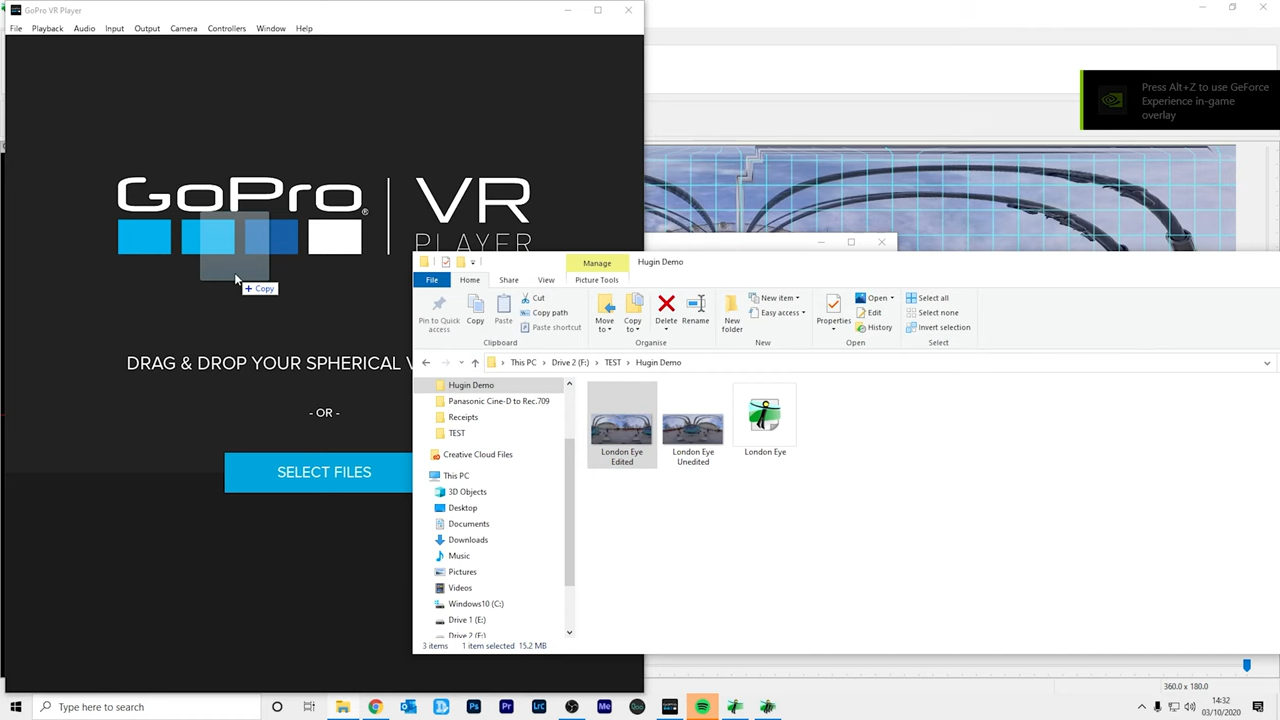 GoPro VR Player
File Playback Audio Input Output Camera Controllers Window Help
Press Alt+Z to use GeForce
Experience in-game
overlay
GoPro® VR
PLAYER
+ Copy
DRAG & DROP YOUR SPHERICAL V
- OR -
SELECT FILES
Manage
Hugin Demo
File Home Share View Picture Tools
Pin to Quick
access
Copy
Paste
Cut
Copy path
Paste shortcut
Move
to
Copy
to
Delete
Rename
New
folder
New item
Easy access
Properties
Open
Edit
History
Select all
Select none
Invert selection
Clipboard
Organise
New
Open
Select
This PC > Drive 2 (F:) > TEST > Hugin Demo
Hugin Demo
Panasonic Cine-D to Rec.709
Receipts
TEST
Creative Cloud Files
This PC
3D Objects
Desktop
Documents
Downloads
Music
Pictures
Videos
Windows10 (C:)
Drive 1 (E:)
Drive 2 (F:)
London Eye
Edited
London Eye
Unedited
London Eye
3 items 1 item selected 15.2 MB
360.0 x 180.0
Type here to search
Ps
Pr
Lrc
Me
14:32
03/10/2020